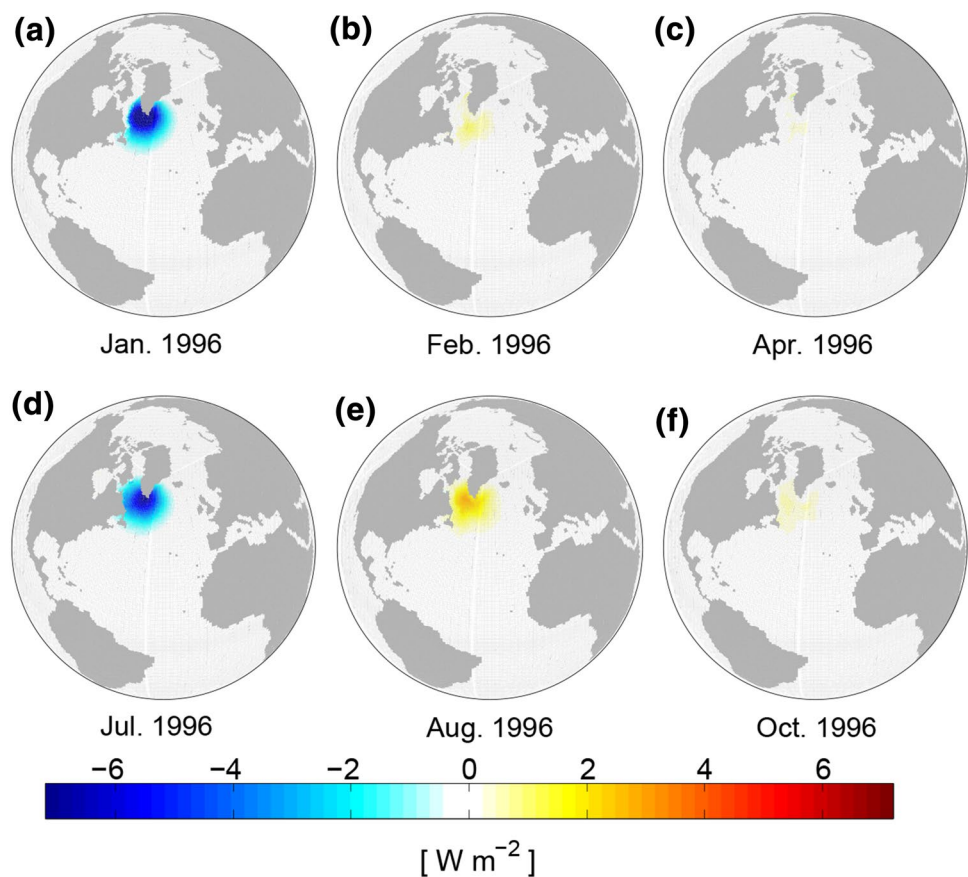 (a) (b) (c)
Jan. 1996 Feb. 1996 Apr. 1996
(d) (e) (f)
Jul. 1996 Aug. 1996 Oct. 1996
−6 −4 −2 0 2 4 6
[ W m⁻² ]